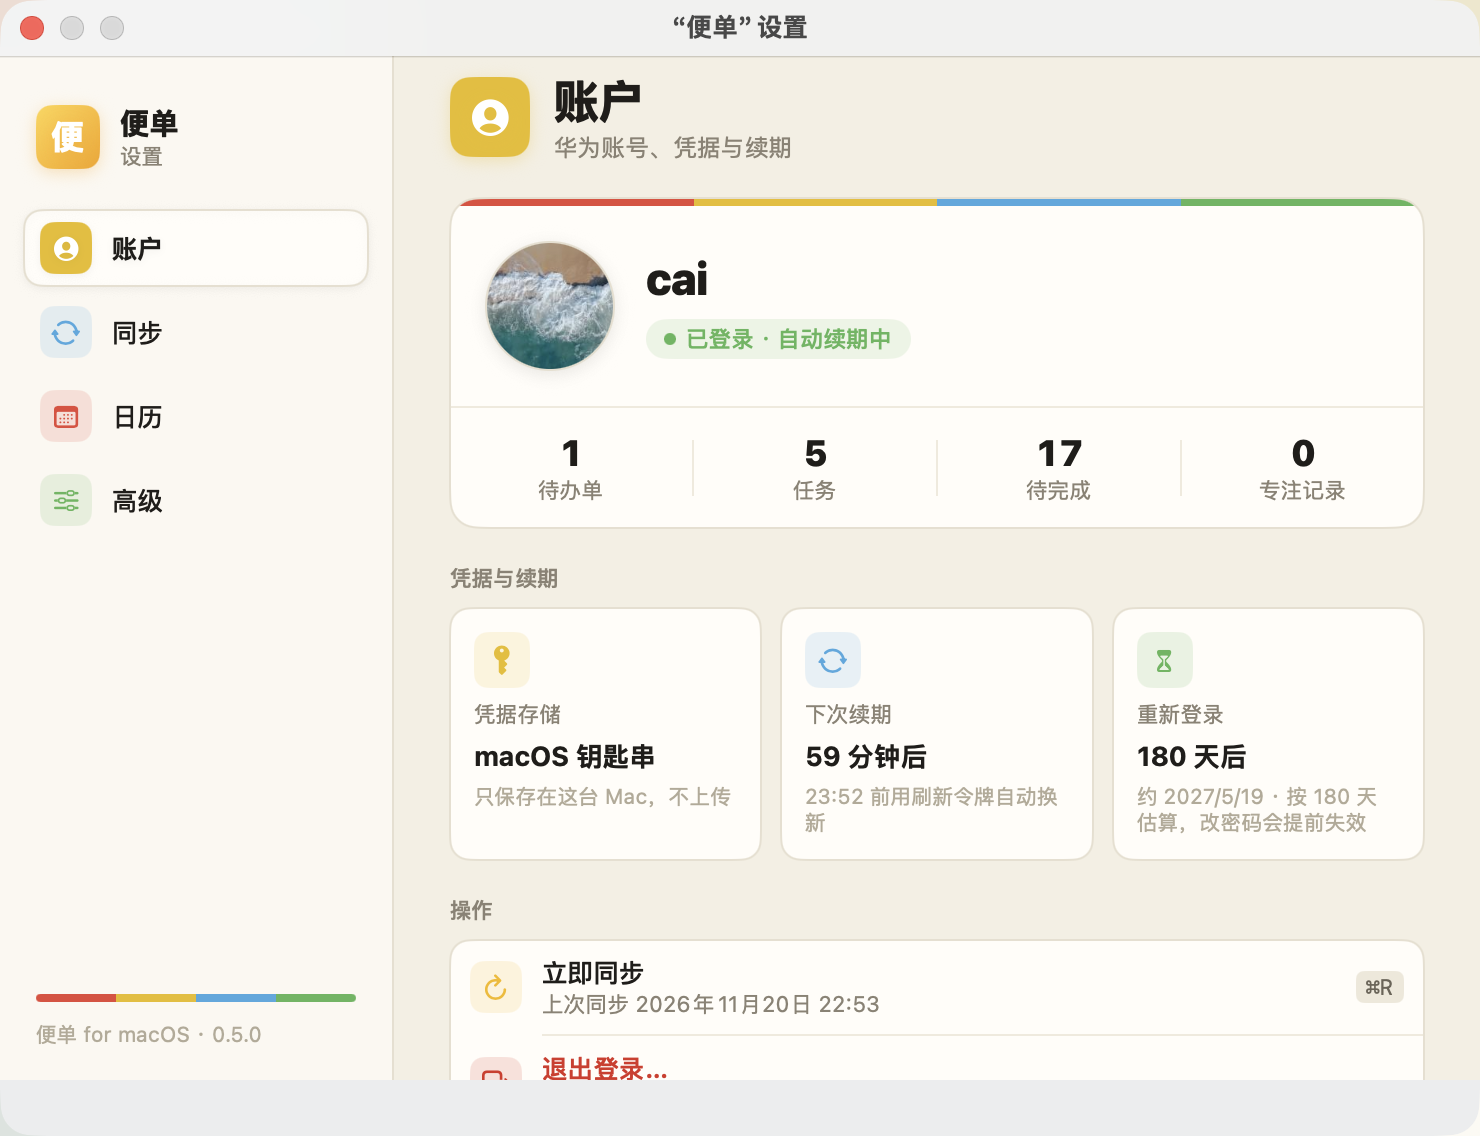 “便单” 设置
便
便单
设置
账户
同步
日历
高级
便单 for macOS · 0.5.0
账户
华为账号、凭据与续期
cai
已登录 · 自动续期中
1
待办单
5
任务
17
待完成
0
专注记录
凭据与续期
凭据存储
macOS 钥匙串
只保存在这台 Mac，不上传
下次续期
59 分钟后
23:52 前用刷新令牌自动换
新
重新登录
180 天后
约 2027/5/19 · 按 180 天
估算，改密码会提前失效
操作
立即同步
上次同步 2026年11月20日 22:53
⌘R
退出登录...